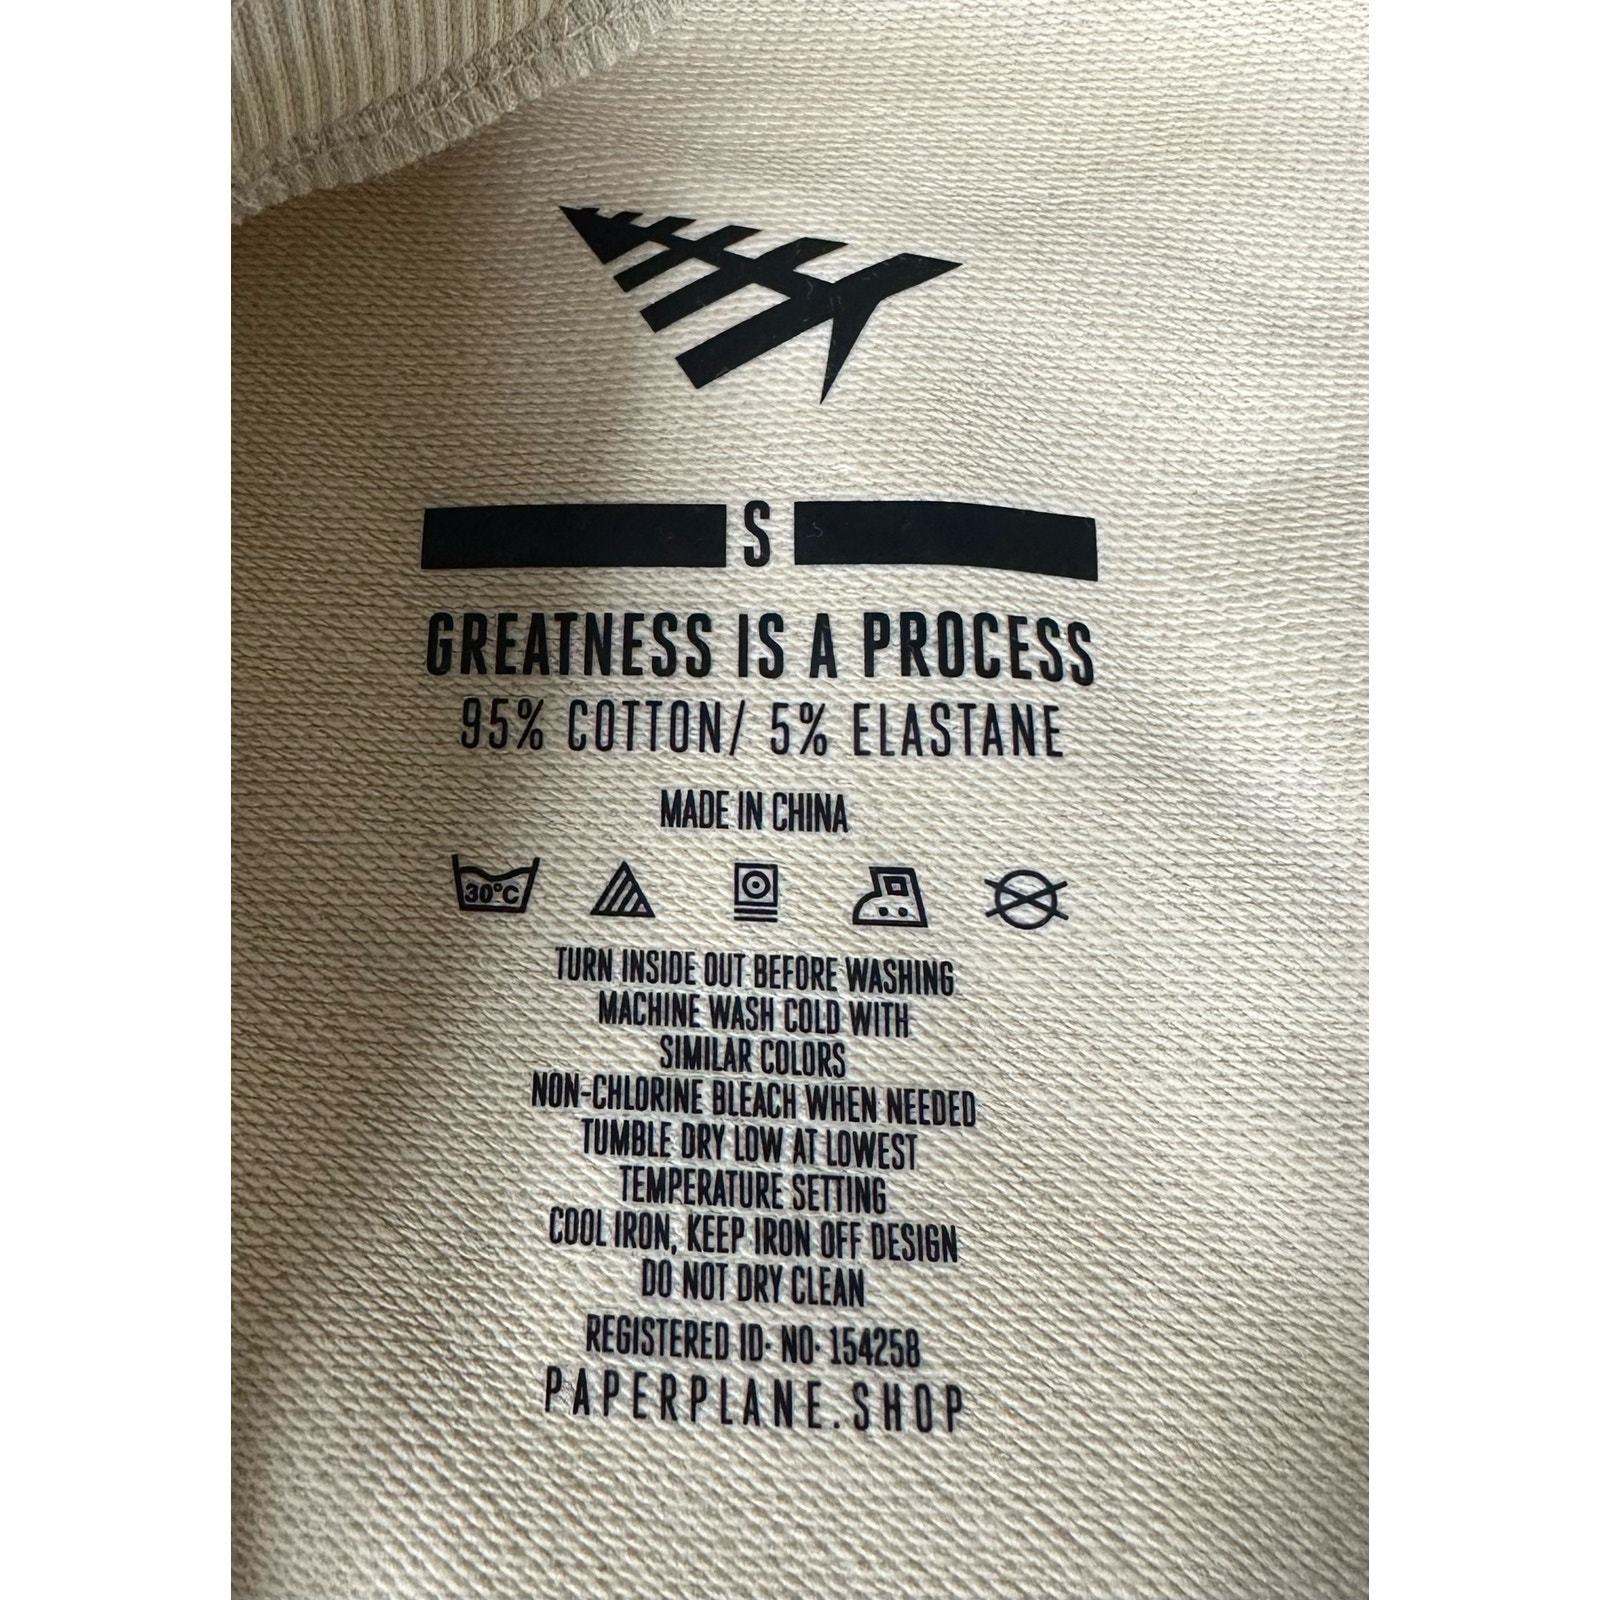 S
GREATNESS IS A PROCESS
95% COTTON/ 5% ELASTANE
MADE IN CHINA
30°C
TURN INSIDE OUT BEFORE WASHING
MACHINE WASH COLD WITH
SIMILAR COLORS
NON-CHLORINE BLEACH WHEN NEEDED
TUMBLE DRY LOW AT LOWEST
TEMPERATURE SETTING
COOL IRON, KEEP IRON OFF DESIGN
DO NOT DRY CLEAN
REGISTERED ID· NO· 154258
PAPERPLANE.SHOP